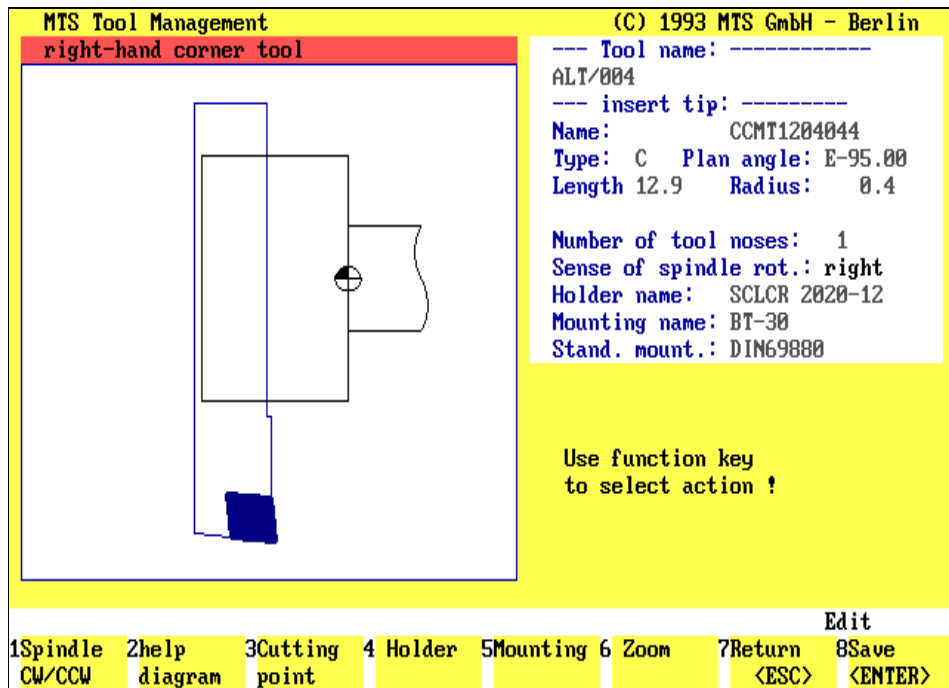 MTS Tool Management (C) 1993 MTS GmbH - Berlin
right-hand corner tool
--- Tool name: ------------
ALT/004
--- insert tip: ---------
Name: CCMT1204044
Type: C Plan angle: E-95.00
Length 12.9 Radius: 0.4
Number of tool noses: 1
Sense of spindle rot.: right
Holder name: SCLCR 2020-12
Mounting name: BT-30
Stand. mount.: DIN69880
Use function key
to select action !
Edit
1Spindle 2help 3Cutting 4 Holder 5Mounting 6 Zoom 7Return 8Save
CW/CCW diagram point <ESC> <ENTER>